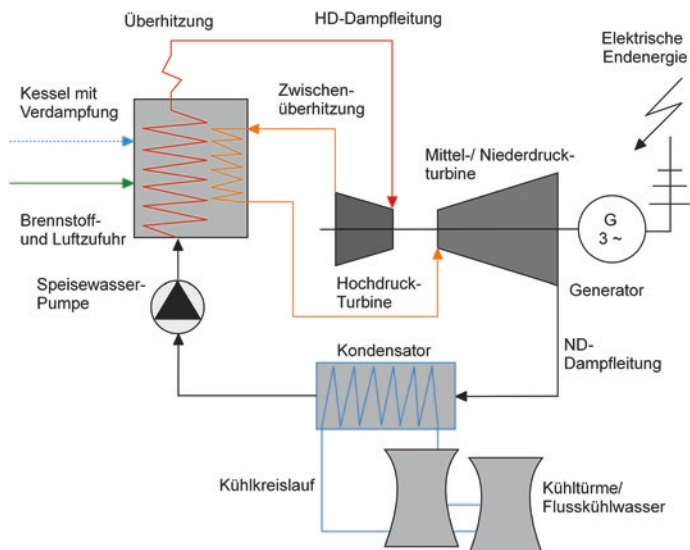 Überhitzung
HD-Dampfleitung
Elektrische
Endenergie
Kessel mit
Verdampfung
Zwischen-
überhitzung
Mittel-/ Niederdruck-
turbine
G
3 ~
Brennstoff-
und Luftzufuhr
Speisewasser-
Pumpe
Hochdruck-
Turbine
Generator
Kondensator
ND-
Dampfleitung
Kühlkreislauf
Kühltürme/
Flusskühlwasser